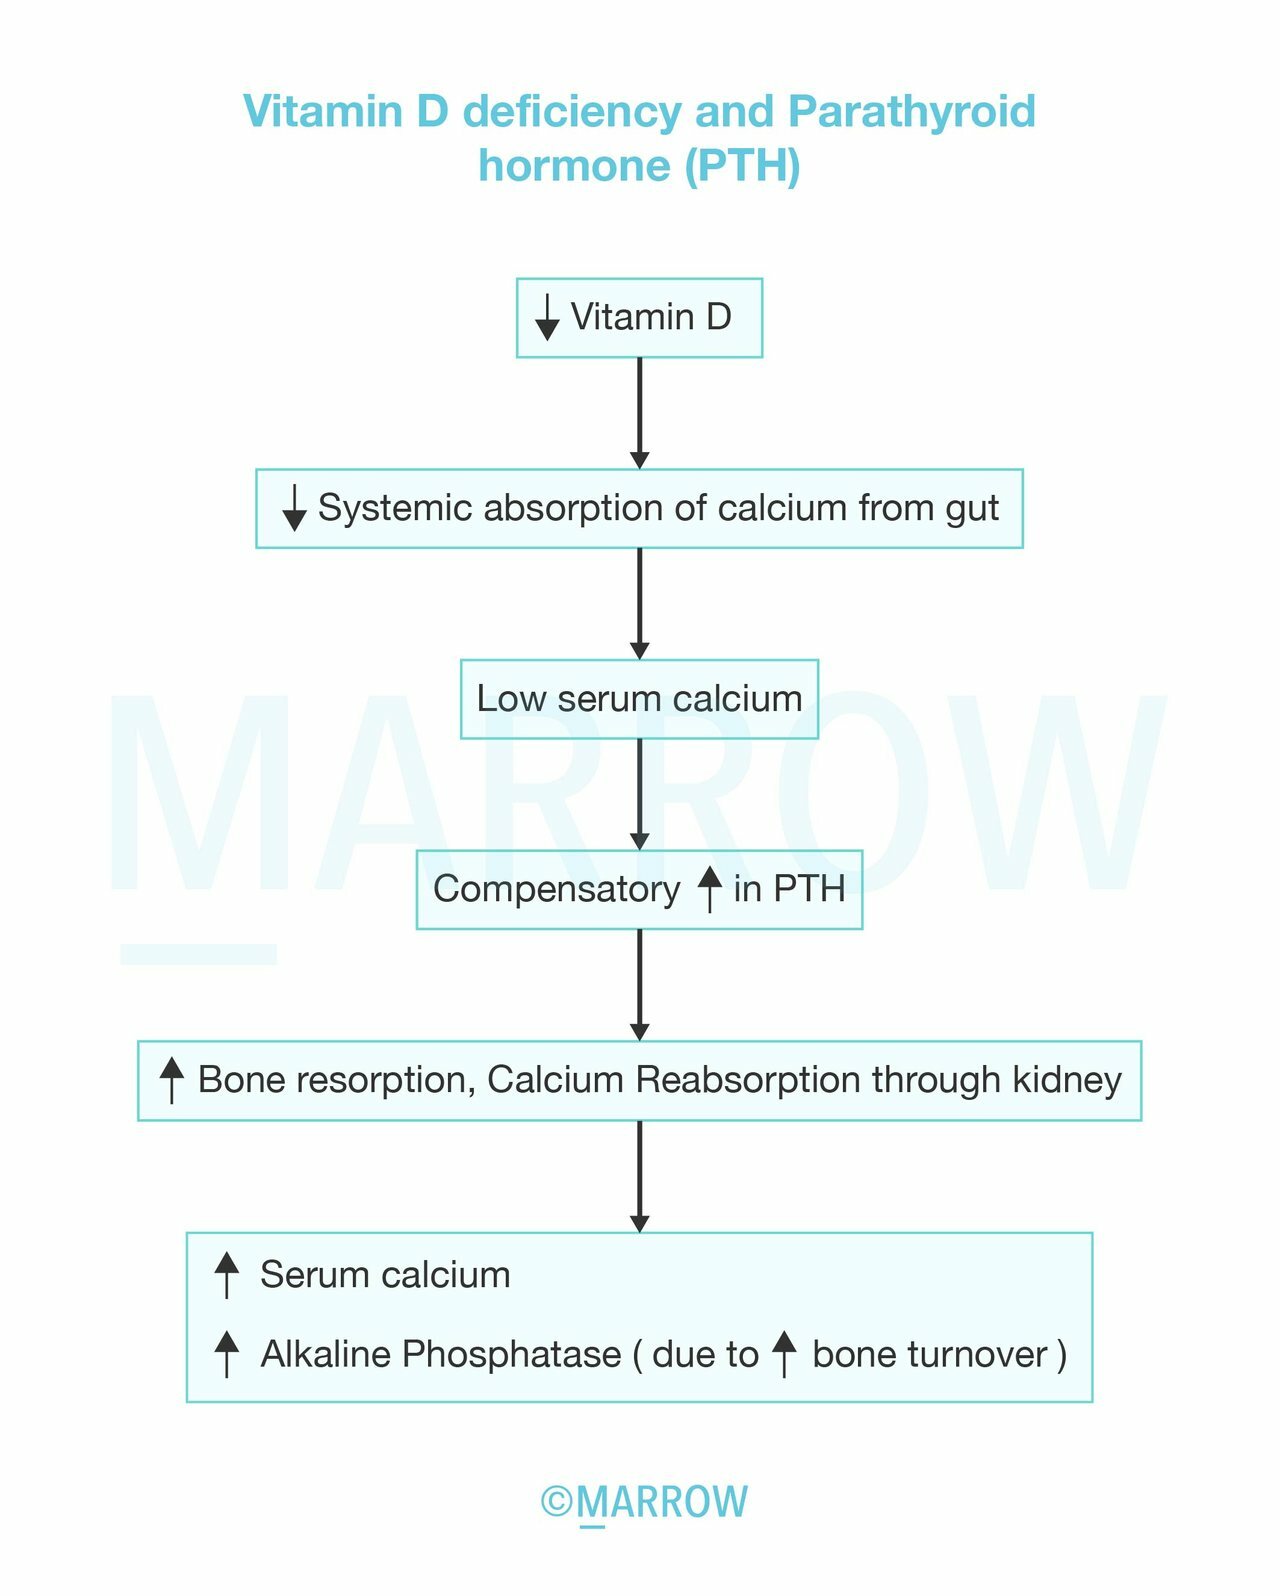 Vitamin D deficiency and Parathyroid
hormone (PTH)
↓ Vitamin D
↓ Systemic absorption of calcium from gut
Low serum calcium
Compensatory ↑ in PTH
↑ Bone resorption, Calcium Reabsorption through kidney
↑ Serum calcium
↑ Alkaline Phosphatase ( due to ↑ bone turnover )
MARROW
©MARROW